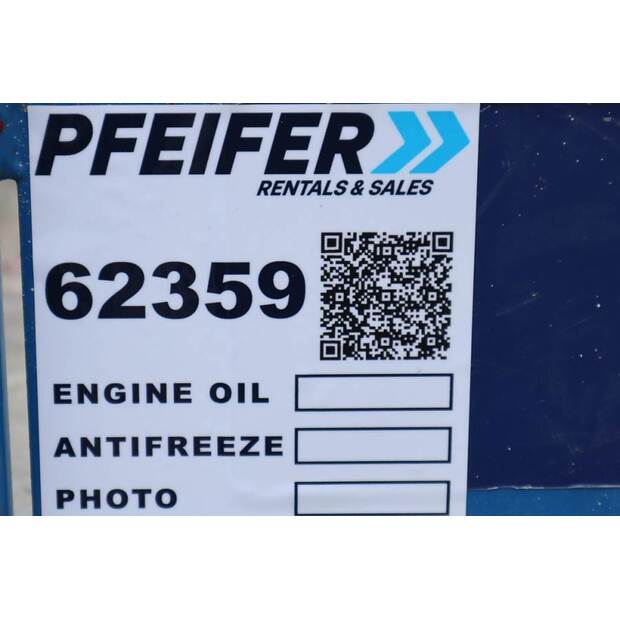 PFEIFER
RENTALS & SALES
62359
ENGINE OIL
ANTIFREEZE
PHOTO